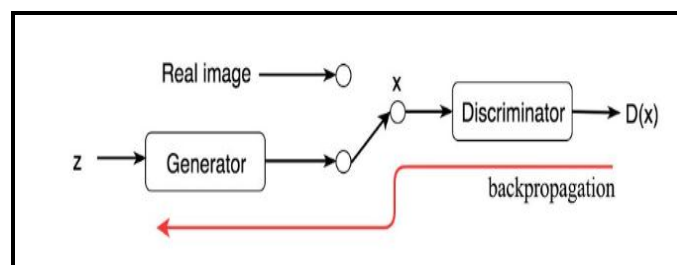 Real image
x
Discriminator
D(x)
z
Generator
backpropagation